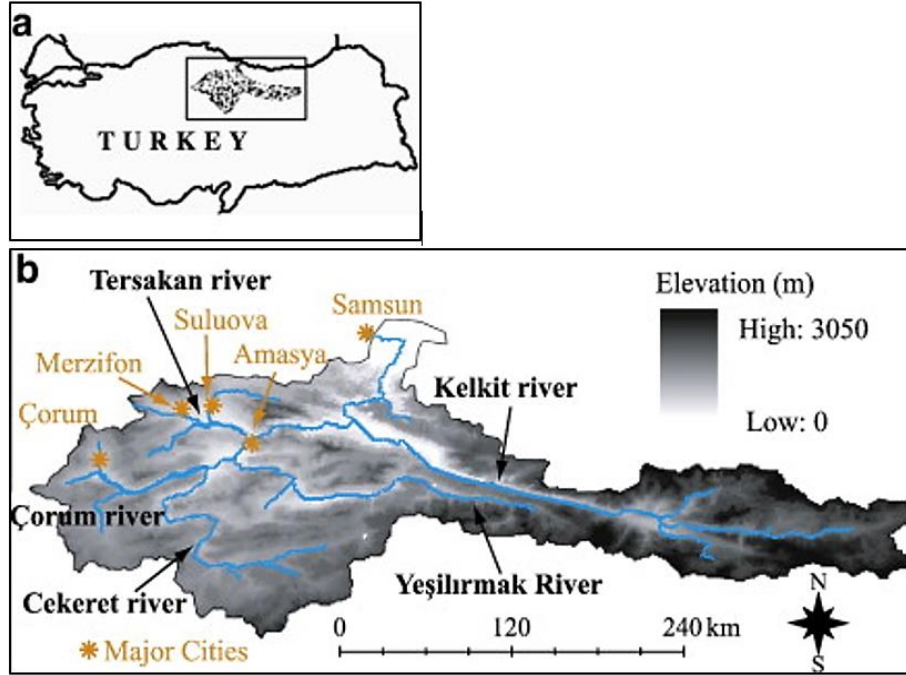 a
TURKEY
b
Tersakan river
Suluova
Samsun
Merzifon
Amasya
Çorum
Kelkit river
Elevation (m)
High: 3050
Low: 0
Çorum river
Cekeret river
Yeşilırmak River
Major Cities
0 120 240 km
N
S